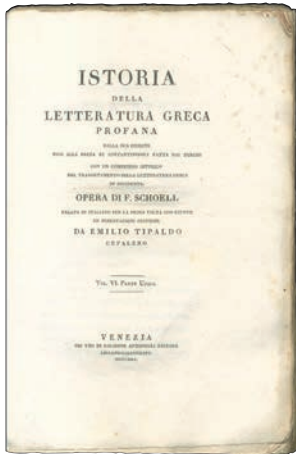 ISTORIA
DELLA
LETTERATURA GRECA
PROFANA
DALLA SUA ORIGINE
SINO ALLA PRESA DI COSTANTINOPOLI FATTA DAI TURCHI
CON UN COMPENDIO ISTORICO
DEL TRASPORTAMENTO DELLA LETTERATURA GRECA
IN OCCIDENTE
OPERA DI F. SCHOELL
RECATA IN ITALIANO PER LA PRIMA VOLTA CON GIUNTE
ED OSSERVAZIONI CRITICHE
DA EMILIO TIPALDO
CEFALENO
VOL. VI. PARTE UNICA
VENEZIA